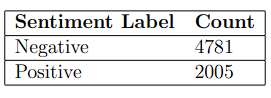 Sentiment Label Count
Negative 4781
Positive 2005